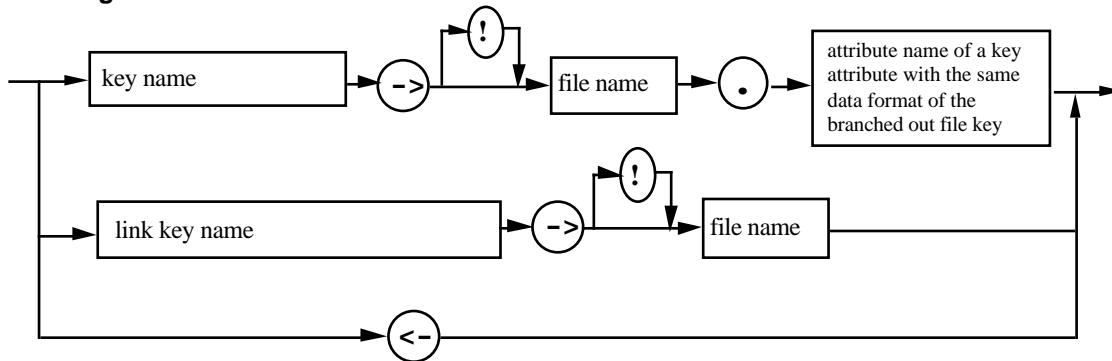 !
key name
->
file name
.
attribute name of a key
attribute with the same
data format of the
branched out file key
!
link key name
->
file name
<-